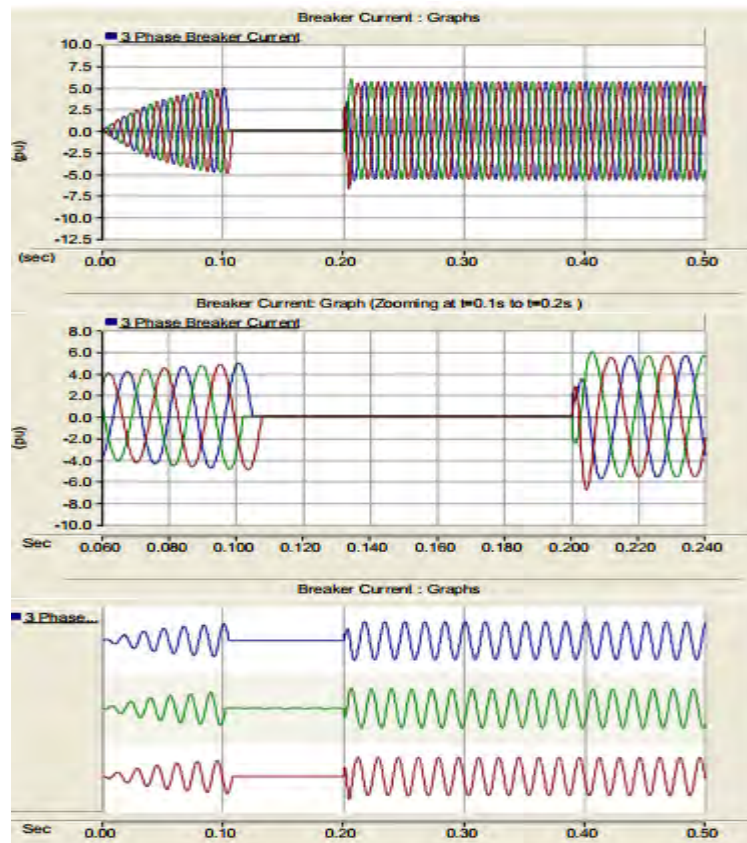 Breaker Current : Graphs
3 Phase Breaker Current
10.0
7.5
5.0
2.5
0.0
-2.5
-5.0
-7.5
-10.0
-12.5
(pu)
(sec) 0.00 0.10 0.20 0.30 0.40 0.50
Breaker Current: Graph (Zooming at t=0.1s to t=0.2s )
3 Phase Breaker Current
8.0
6.0
4.0
2.0
0.0
-2.0
-4.0
-6.0
-8.0
-10.0
(pu)
Sec 0.060 0.080 0.100 0.120 0.140 0.160 0.180 0.200 0.220 0.240
Breaker Current : Graphs
3 Phase...
Sec 0.00 0.10 0.20 0.30 0.40 0.50